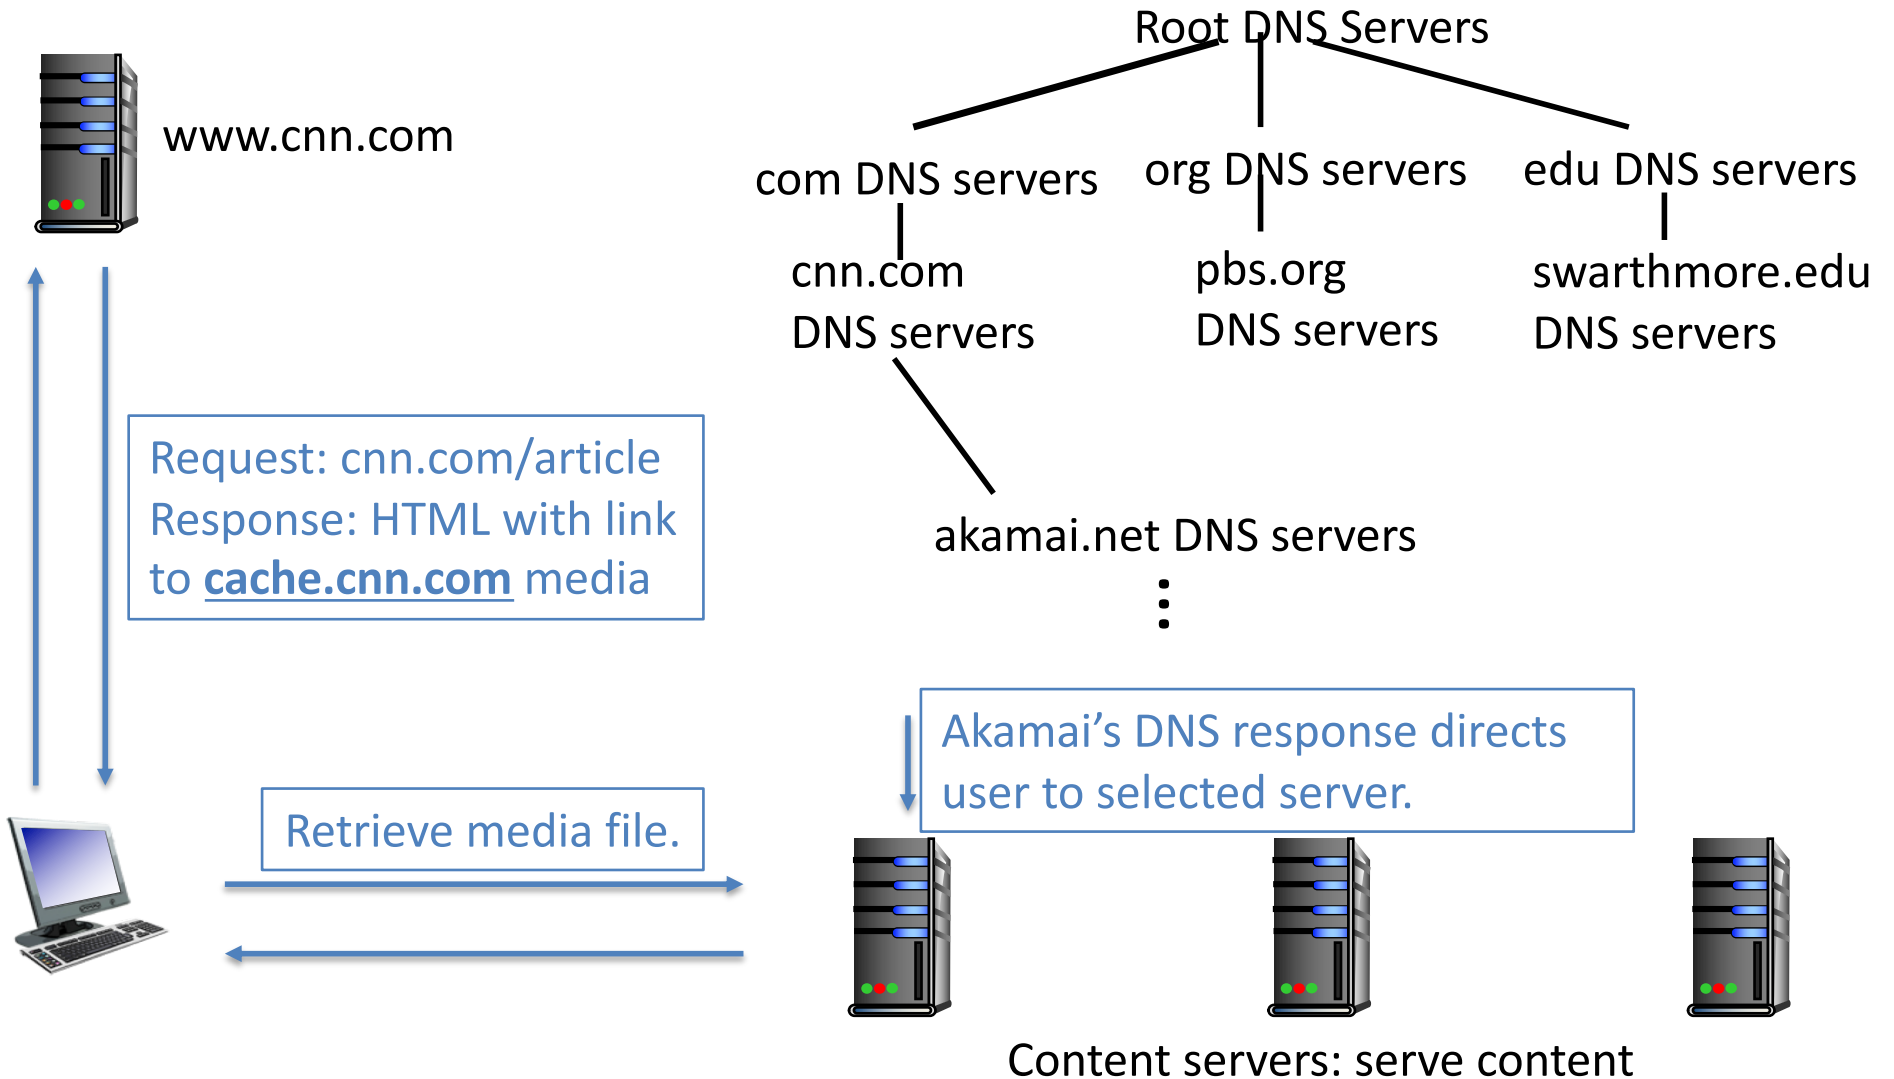 Root DNS Servers
www.cnn.com
com DNS servers
org DNS servers
edu DNS servers
cnn.com
DNS servers
pbs.org
DNS servers
swarthmore.edu
DNS servers
Request: cnn.com/article
Response: HTML with link
to cache.cnn.com media
akamai.net DNS servers
Akamai’s DNS response directs
user to selected server.
Retrieve media file.
Content servers: serve content